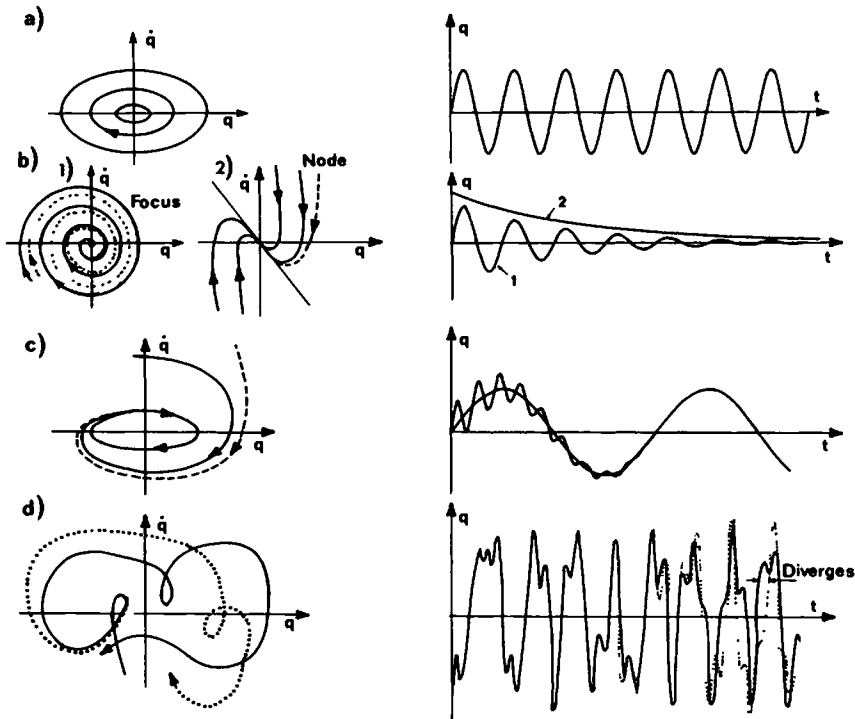 a)
q̇
q
q
t
b) 1)
q̇
Focus
q
2)
q̇
Node
q
q
2
1
t
c)
q̇
q
q
t
d)
q̇
q
q
Diverges
t